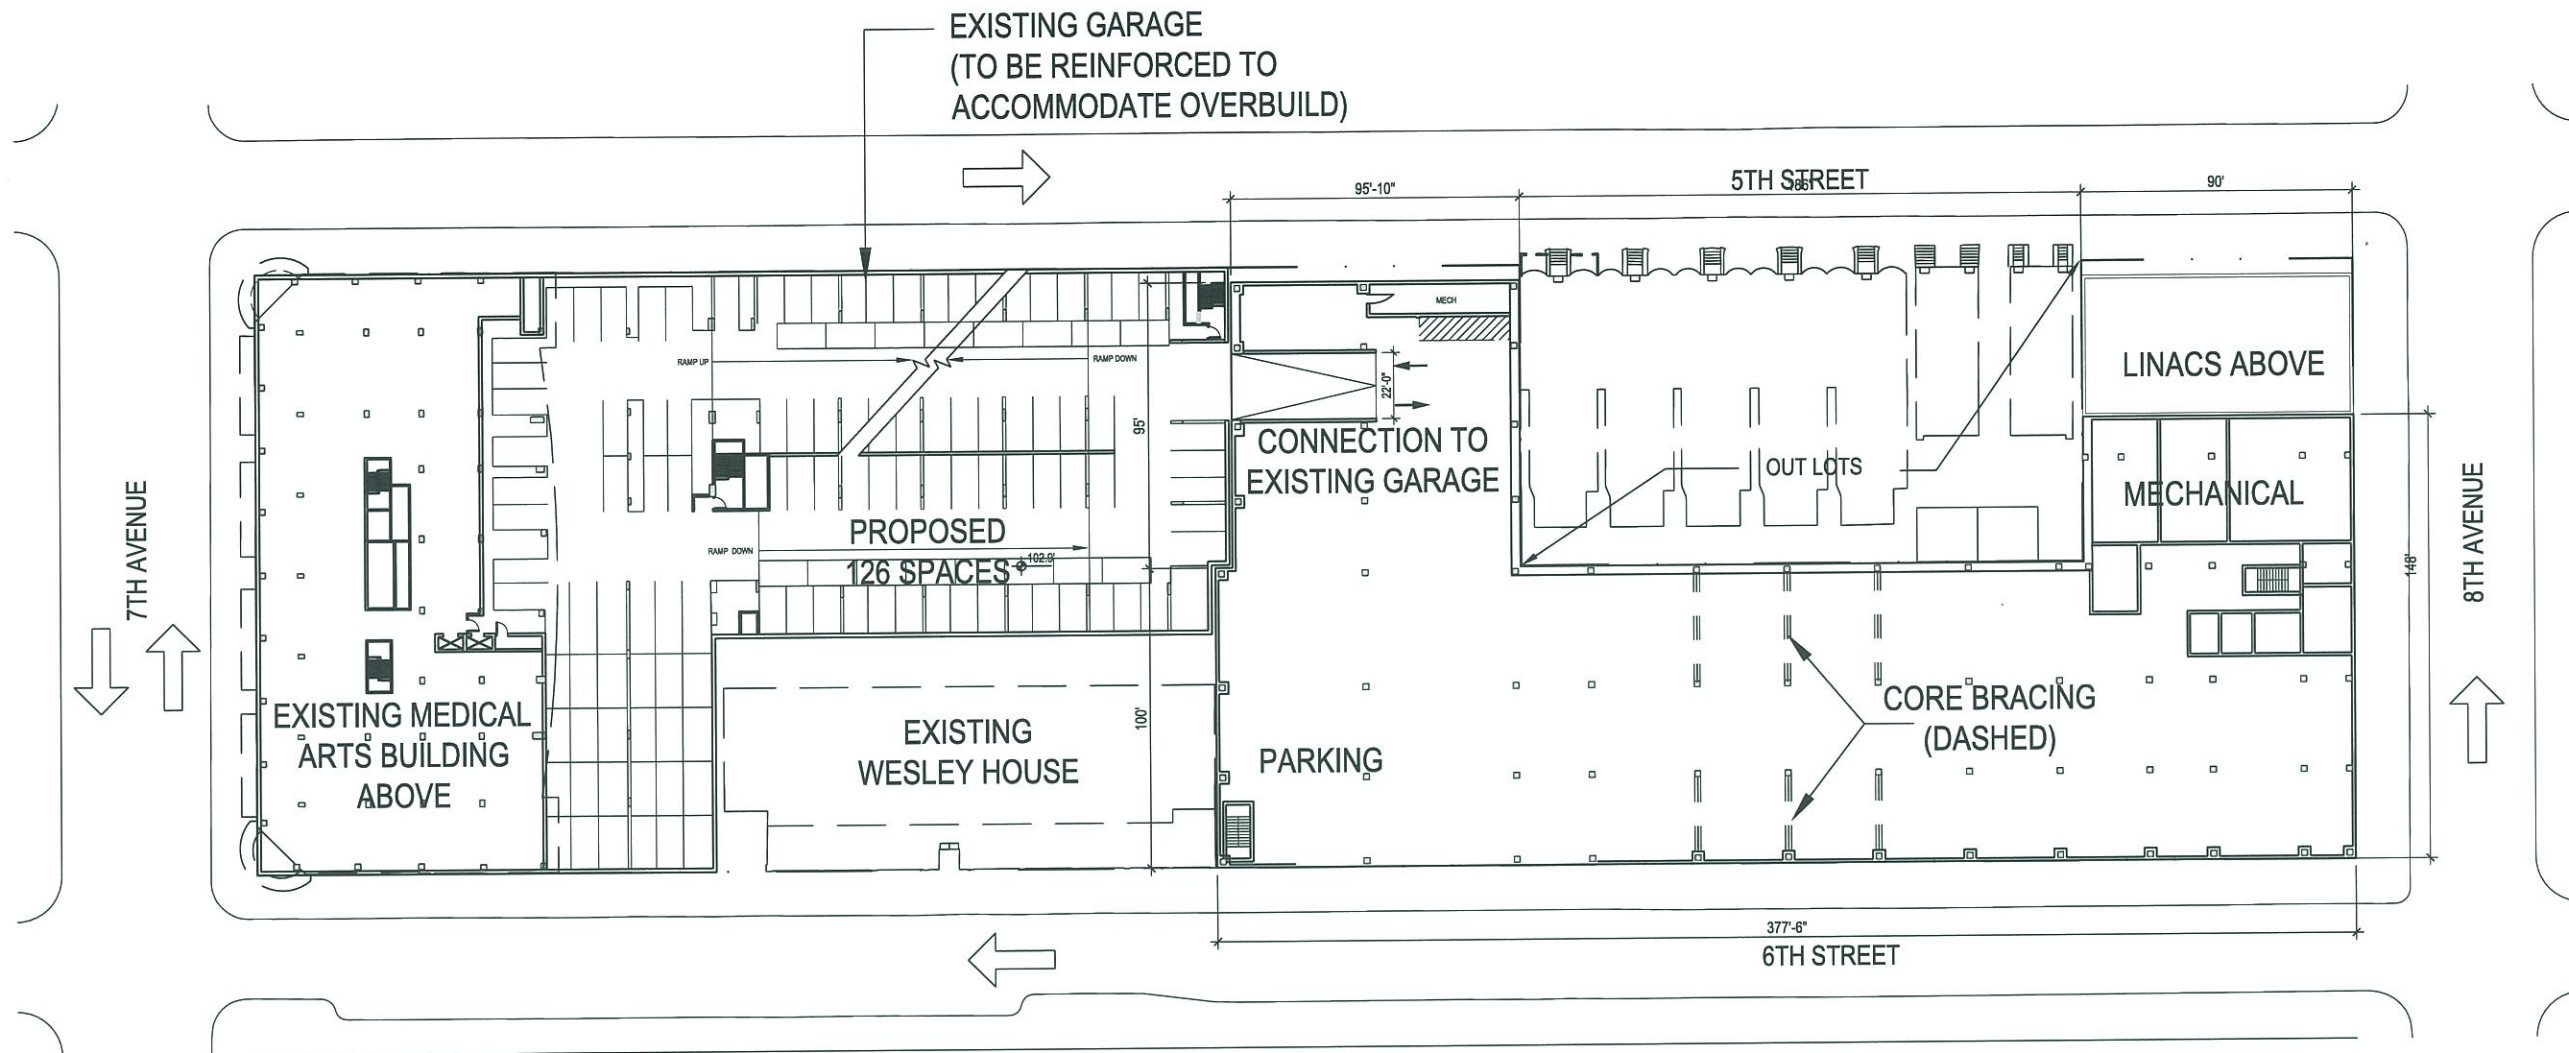 EXISTING GARAGE
(TO BE REINFORCED TO
ACCOMMODATE OVERBUILD)
5TH STREET
95'-10"
186'
90'
MECH
RAMP UP
RAMP DOWN
22'-0"
95'
LINACS ABOVE
CONNECTION TO
EXISTING GARAGE
OUT LOTS
MECHANICAL
7TH AVENUE
8TH AVENUE
148'
PROPOSED
126 SPACES
RAMP DOWN
102.9'
EXISTING MEDICAL
ARTS BUILDING
ABOVE
EXISTING
WESLEY HOUSE
100'
PARKING
CORE BRACING
(DASHED)
377'-6"
6TH STREET